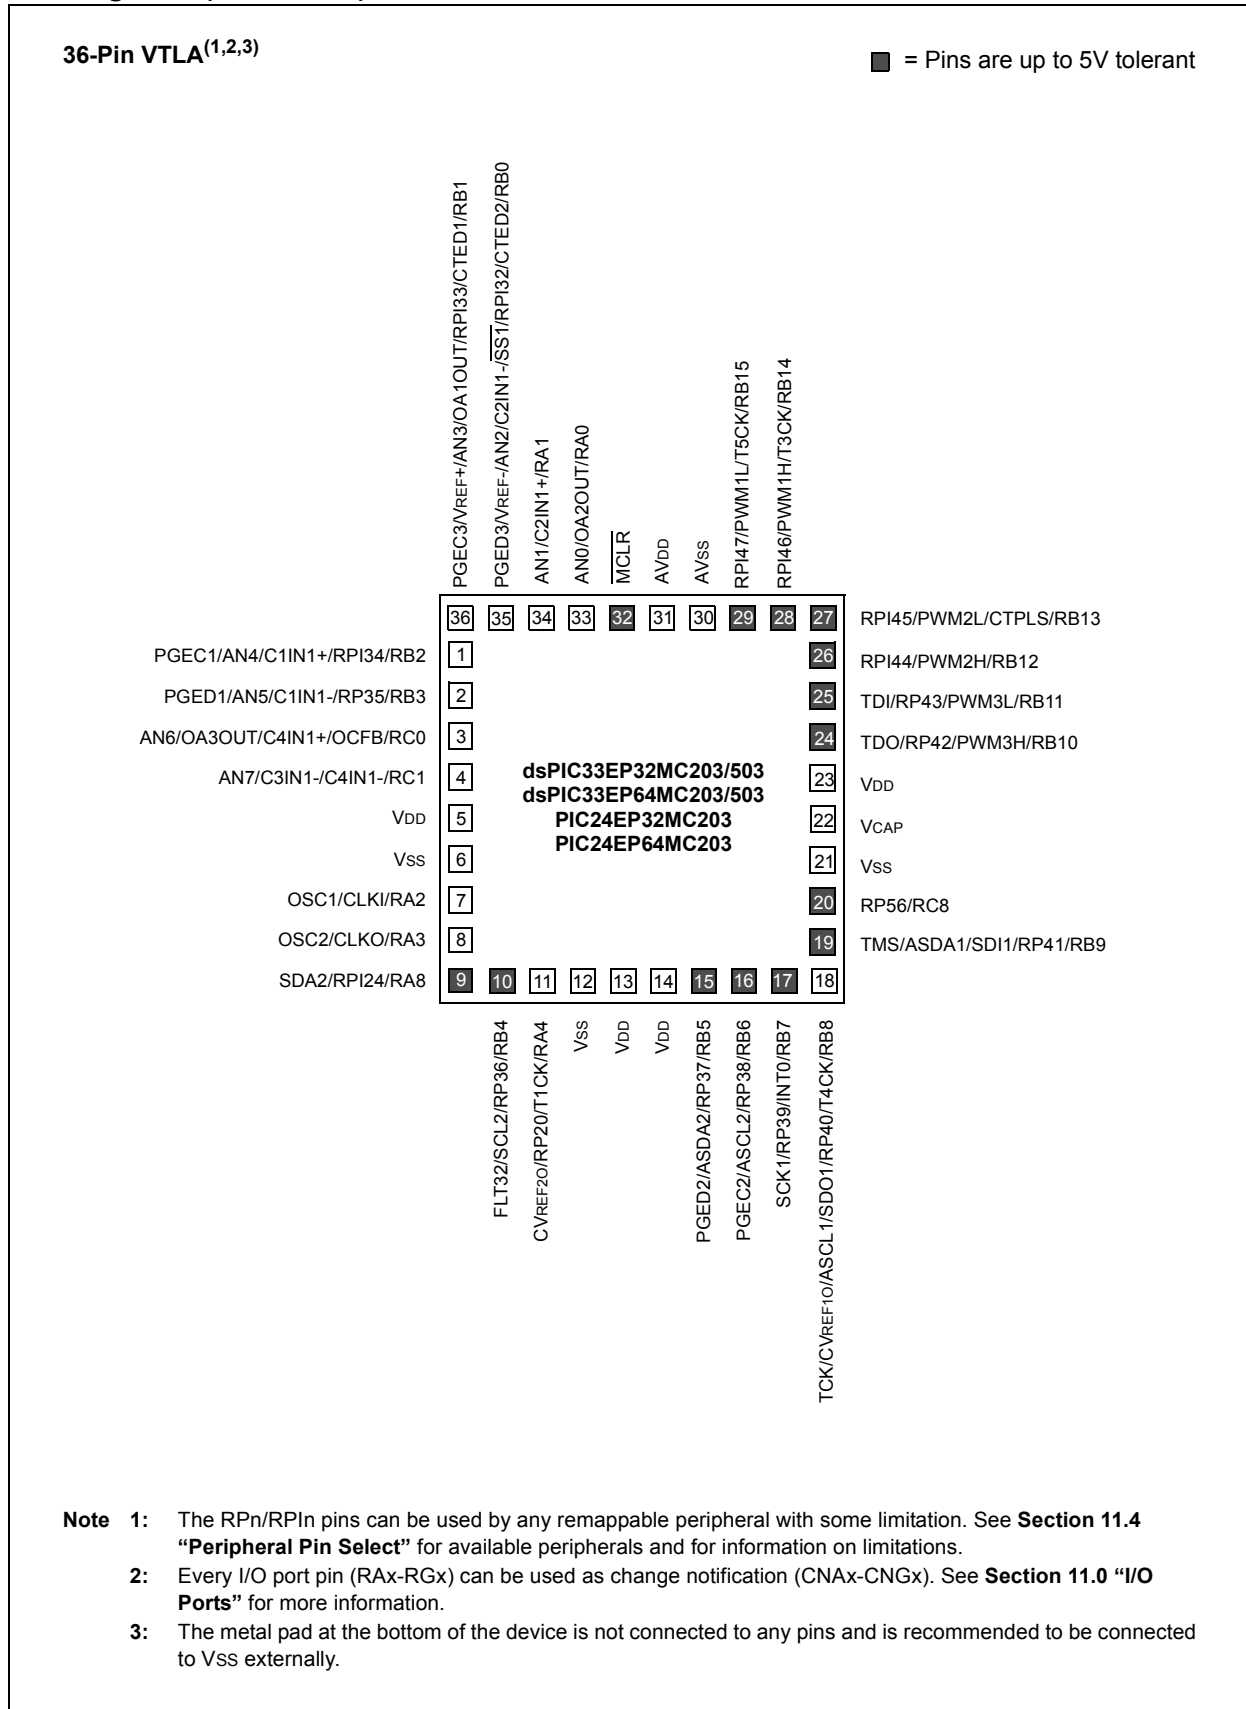 36-Pin VTLA(1,2,3)
= Pins are up to 5V tolerant
PGEC3/VREF+/AN3/OA1OUT/RPI33/CTED1/RB1
PGED3/VREF-/AN2/C2IN1-/SS1/RPI32/CTED2/RB0
AN1/C2IN1+/RA1
AN0/OA2OUT/RA0
MCLR
AVDD
AVSS
RPI47/PWM1L/T5CK/RB15
RPI46/PWM1H/T3CK/RB14
36 35 34 33 32 31 30 29 28 27 RPI45/PWM2L/CTPLS/RB13
PGEC1/AN4/C1IN1+/RPI34/RB2 1 26 RPI44/PWM2H/RB12
PGED1/AN5/C1IN1-/RP35/RB3 2 25 TDI/RP43/PWM3L/RB11
AN6/OA3OUT/C4IN1+/OCFB/RC0 3 24 TDO/RP42/PWM3H/RB10
AN7/C3IN1-/C4IN1-/RC1 4 23 VDD
dsPIC33EP32MC203/503
dsPIC33EP64MC203/503
PIC24EP32MC203
PIC24EP64MC203
VDD 5 22 VCAP
VSS 6 21 VSS
OSC1/CLKI/RA2 7 20 RP56/RC8
OSC2/CLKO/RA3 8 19 TMS/ASDA1/SDI1/RP41/RB9
SDA2/RPI24/RA8 9 10 11 12 13 14 15 16 17 18
FLT32/SCL2/RP36/RB4
CVREF2O/RP20/T1CK/RA4
VSS
VDD
VDD
PGED2/ASDA2/RP37/RB5
PGEC2/ASCL2/RP38/RB6
SCK1/RP39/INT0/RB7
TCK/CVREF1O/ASCL1/SDO1/RP40/T4CK/RB8
Note 1: The RPn/RPIn pins can be used by any remappable peripheral with some limitation. See Section 11.4
“Peripheral Pin Select” for available peripherals and for information on limitations.
2: Every I/O port pin (RAx-RGx) can be used as change notification (CNAx-CNGx). See Section 11.0 “I/O
Ports” for more information.
3: The metal pad at the bottom of the device is not connected to any pins and is recommended to be connected
to VSS externally.